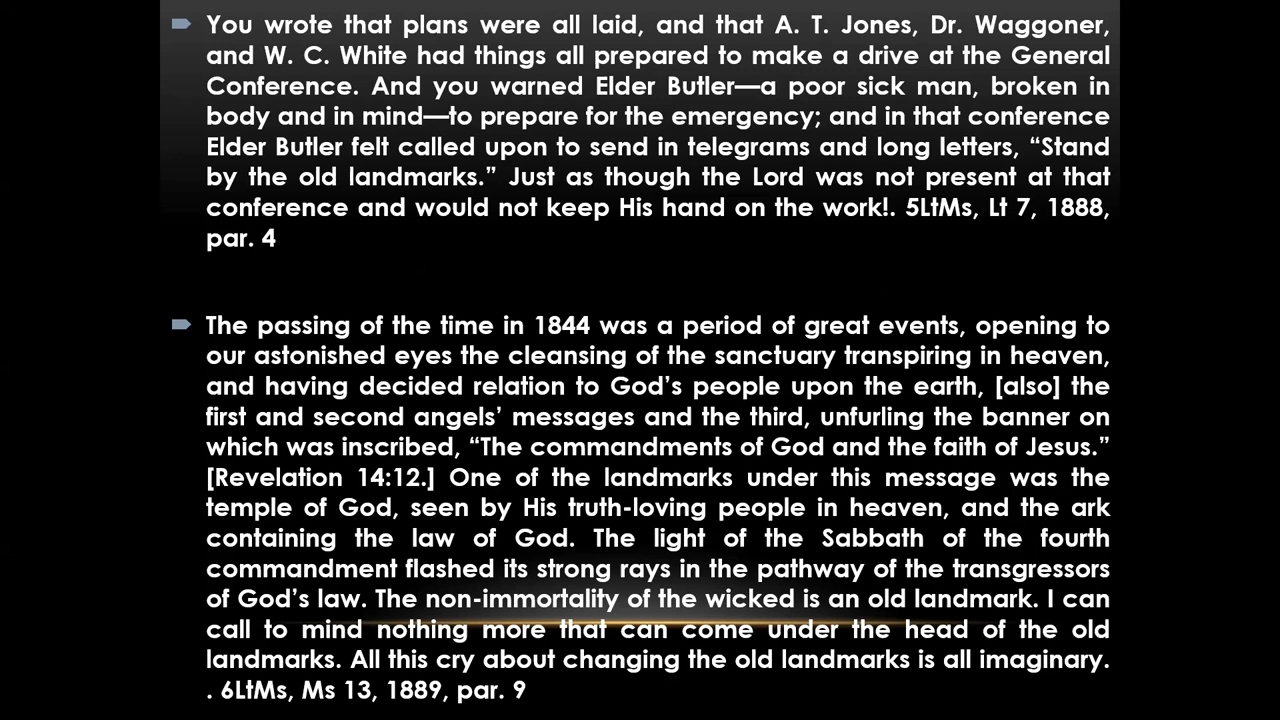 You wrote that plans were all laid, and that A. T. Jones, Dr. Waggoner,
and W. C. White had things all prepared to make a drive at the General
Conference. And you warned Elder Butler—a poor sick man, broken in
body and in mind—to prepare for the emergency; and in that conference
Elder Butler felt called upon to send in telegrams and long letters, “Stand
by the old landmarks.” Just as though the Lord was not present at that
conference and would not keep His hand on the work!. 5LtMs, Lt 7, 1888,
par. 4
The passing of the time in 1844 was a period of great events, opening to
our astonished eyes the cleansing of the sanctuary transpiring in heaven,
and having decided relation to God’s people upon the earth, [also] the
first and second angels’ messages and the third, unfurling the banner on
which was inscribed, “The commandments of God and the faith of Jesus.”
[Revelation 14:12.] One of the landmarks under this message was the
temple of God, seen by His truth-loving people in heaven, and the ark
containing the law of God. The light of the Sabbath of the fourth
commandment flashed its strong rays in the pathway of the transgressors
of God’s law. The non-immortality of the wicked is an old landmark. I can
call to mind nothing more that can come under the head of the old
landmarks. All this cry about changing the old landmarks is all imaginary.
. 6LtMs, Ms 13, 1889, par. 9